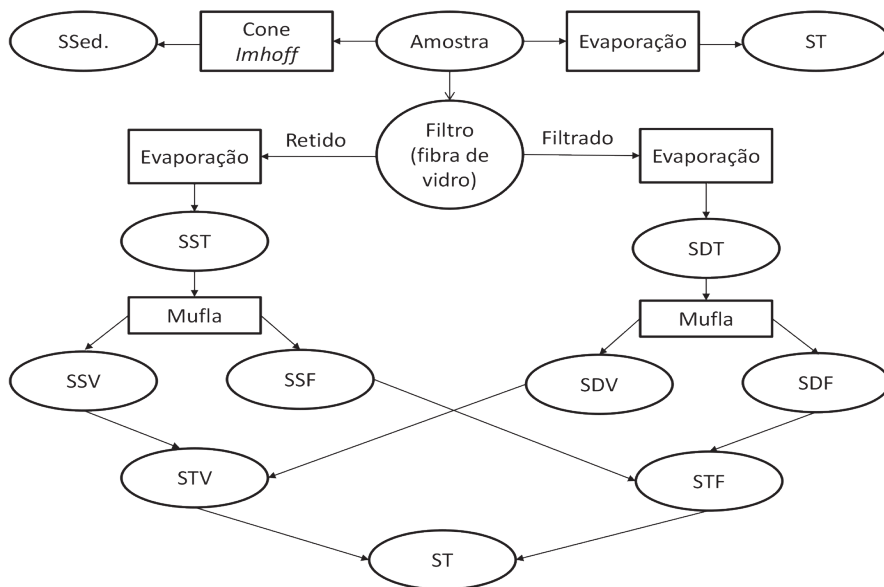 SSed.
Cone
Imhoff
Amostra
Evaporação
ST
Retido
Filtro
(fibra de
vidro)
Filtrado
Evaporação
Evaporação
SST
SDT
Mufla
Mufla
SSV
SSF
SDV
SDF
STV
STF
ST